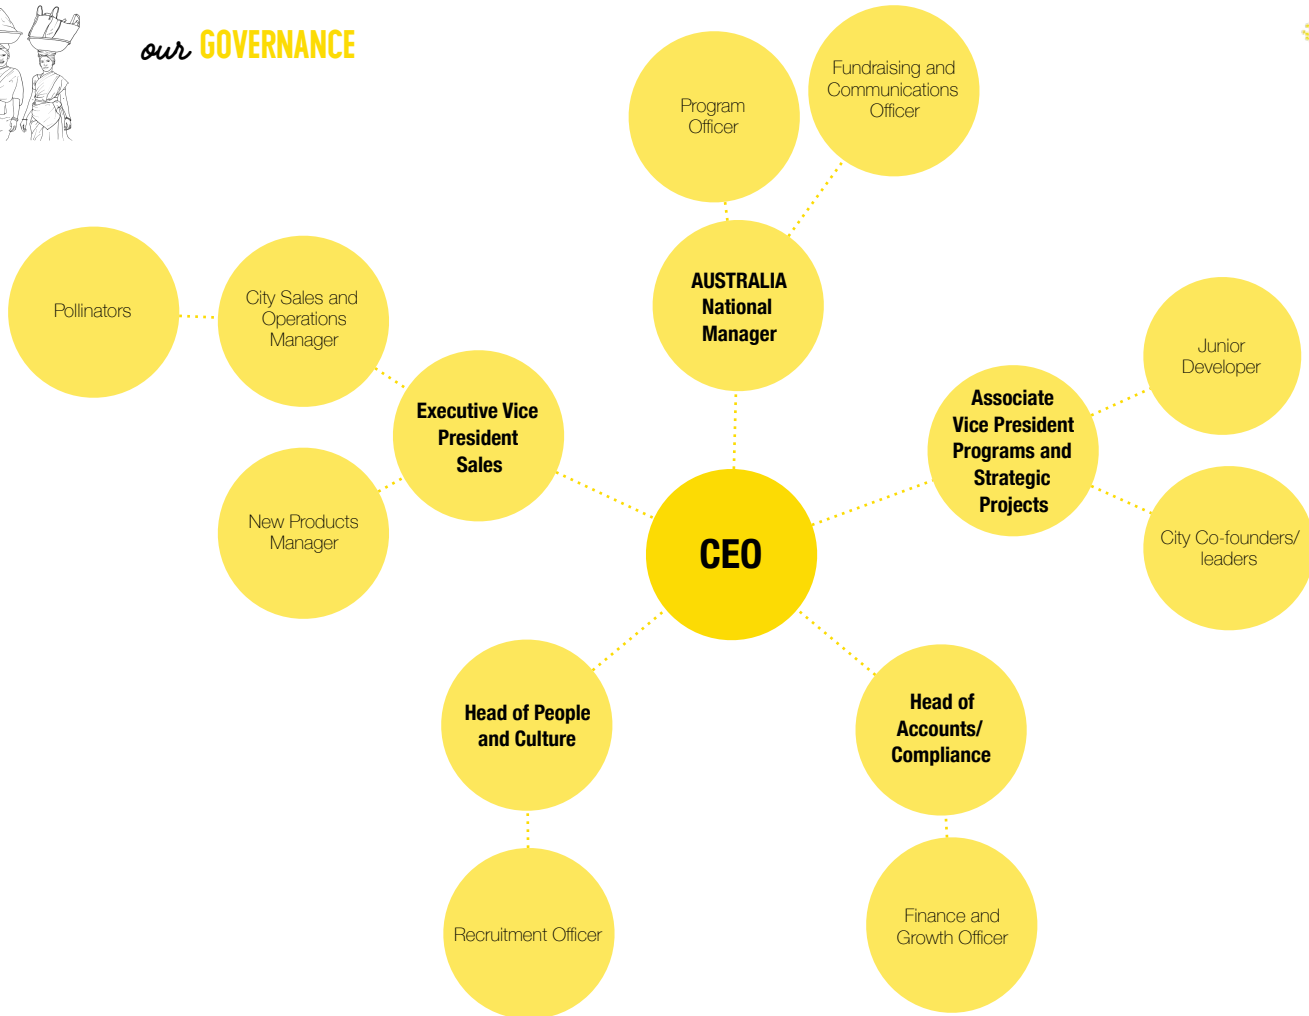 our GOVERNANCE
Program
Officer
Fundraising and
Communications
Officer
AUSTRALIA
National
Manager
Pollinators
City Sales and
Operations
Manager
Executive Vice
President
Sales
New Products
Manager
Junior
Developer
Associate
Vice President
Programs and
Strategic
Projects
City Co-founders/
leaders
CEO
Head of People
and Culture
Head of
Accounts/
Compliance
Recruitment Officer
Finance and
Growth Officer